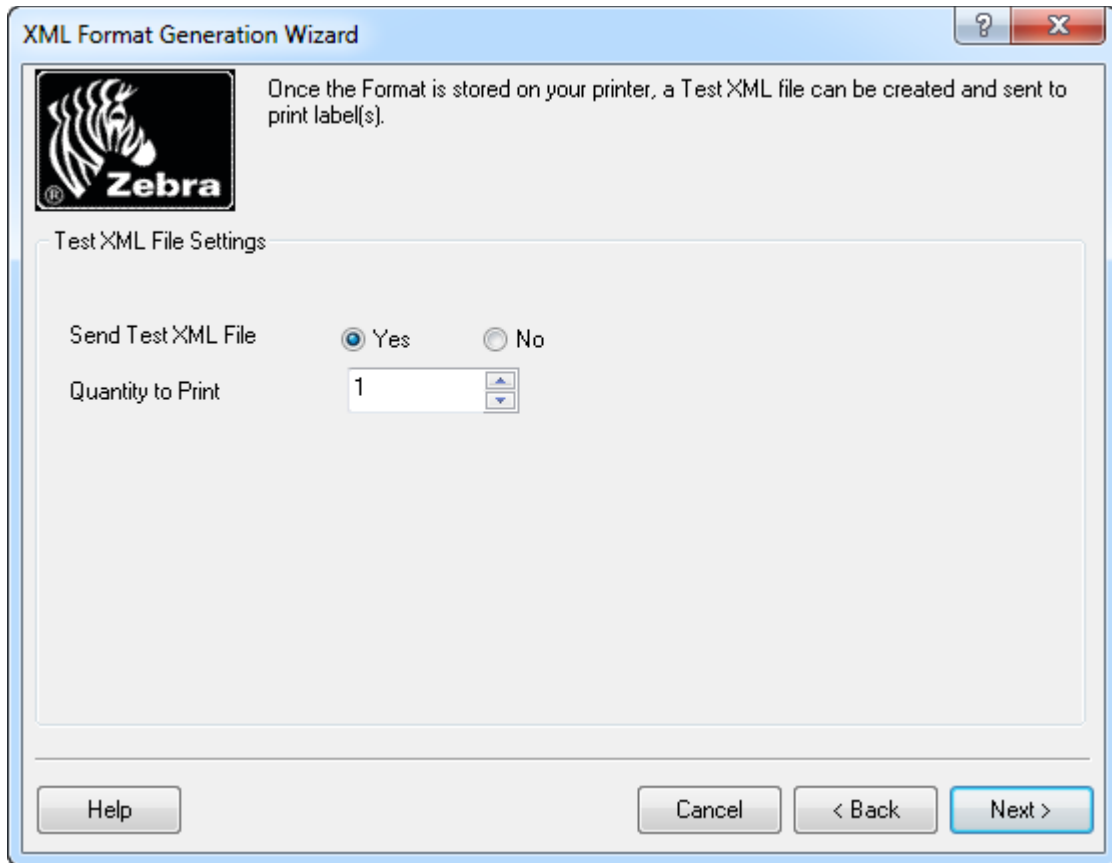 XML Format Generation Wizard
Once the Format is stored on your printer, a Test XML file can be created and sent to
print label(s).
® Zebra
Test XML File Settings
Send Test XML File Yes No
Quantity to Print 1
Help Cancel < Back Next >